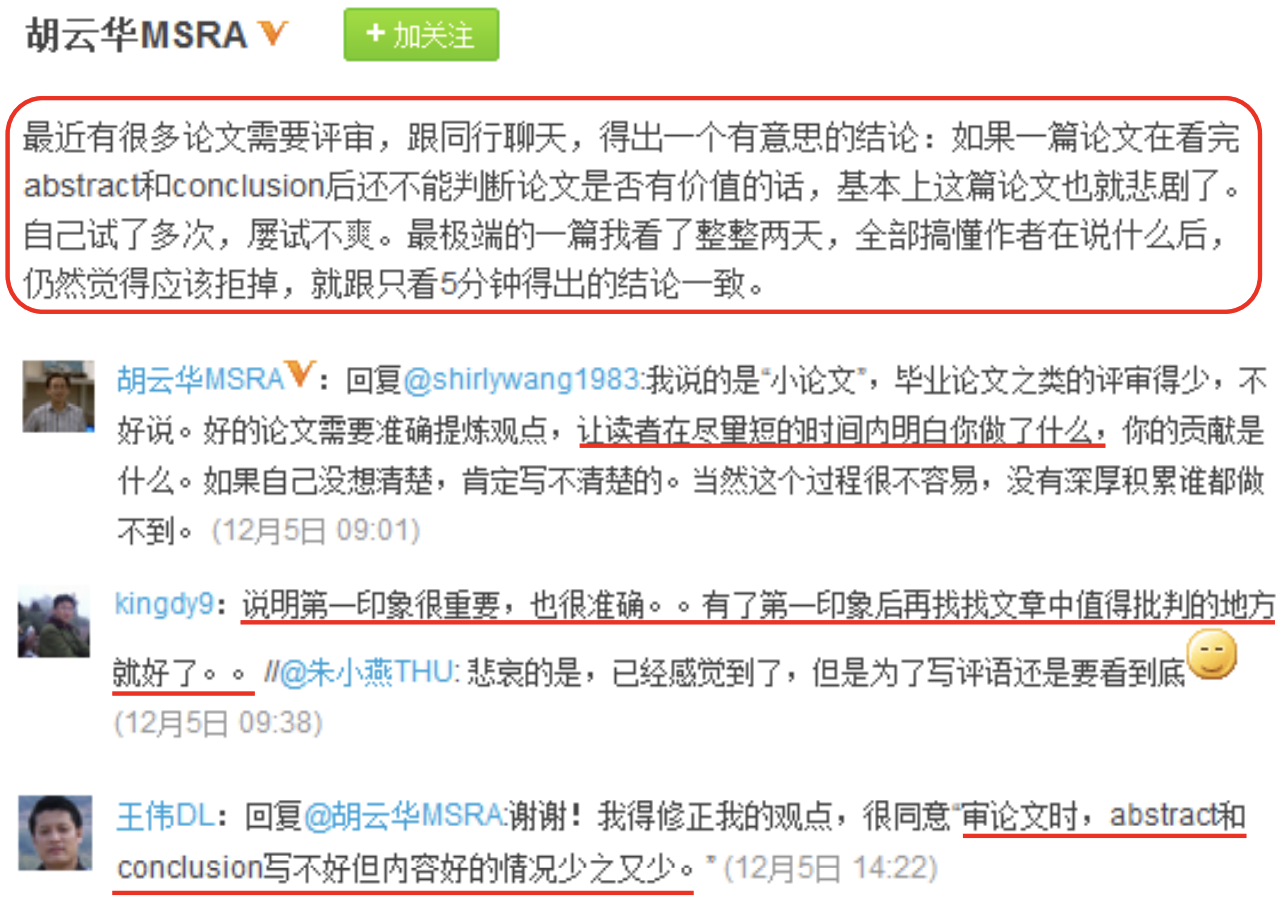 胡云华MSRA
+ 加关注
最近有很多论文需要评审，跟同行聊天，得出一个有意思的结论：如果一篇论文在看完
abstract和conclusion后还不能判断论文是否有价值的话，基本上这篇论文也就悲剧了。
自己试了多次，屡试不爽。最极端的一篇我看了整整两天，全部搞懂作者在说什么后，
仍然觉得应该拒掉，就跟只看5分钟得出的结论一致。
胡云华MSRA：回复@shirlywang1983:我说的是“小论文”，毕业论文之类的评审得少，不
好说。好的论文需要准确提炼观点，让读者在尽量短的时间内明白你做了什么，你的贡献是
什么。如果自己没想清楚，肯定写不清楚的。当然这个过程很不容易，没有深厚积累谁都做
不到。 (12月5日 09:01)
kingdy9：说明第一印象很重要，也很准确。。有了第一印象后再找找文章中值得批判的地方
就好了。。 //@朱小燕THU: 悲哀的是，已经感觉到了，但是为了写评语还是要看到底
(12月5日 09:38)
王伟DL：回复@胡云华MSRA:谢谢！我得修正我的观点，很同意“审论文时，abstract和
conclusion写不好但内容好的情况少之又少。” (12月5日 14:22)